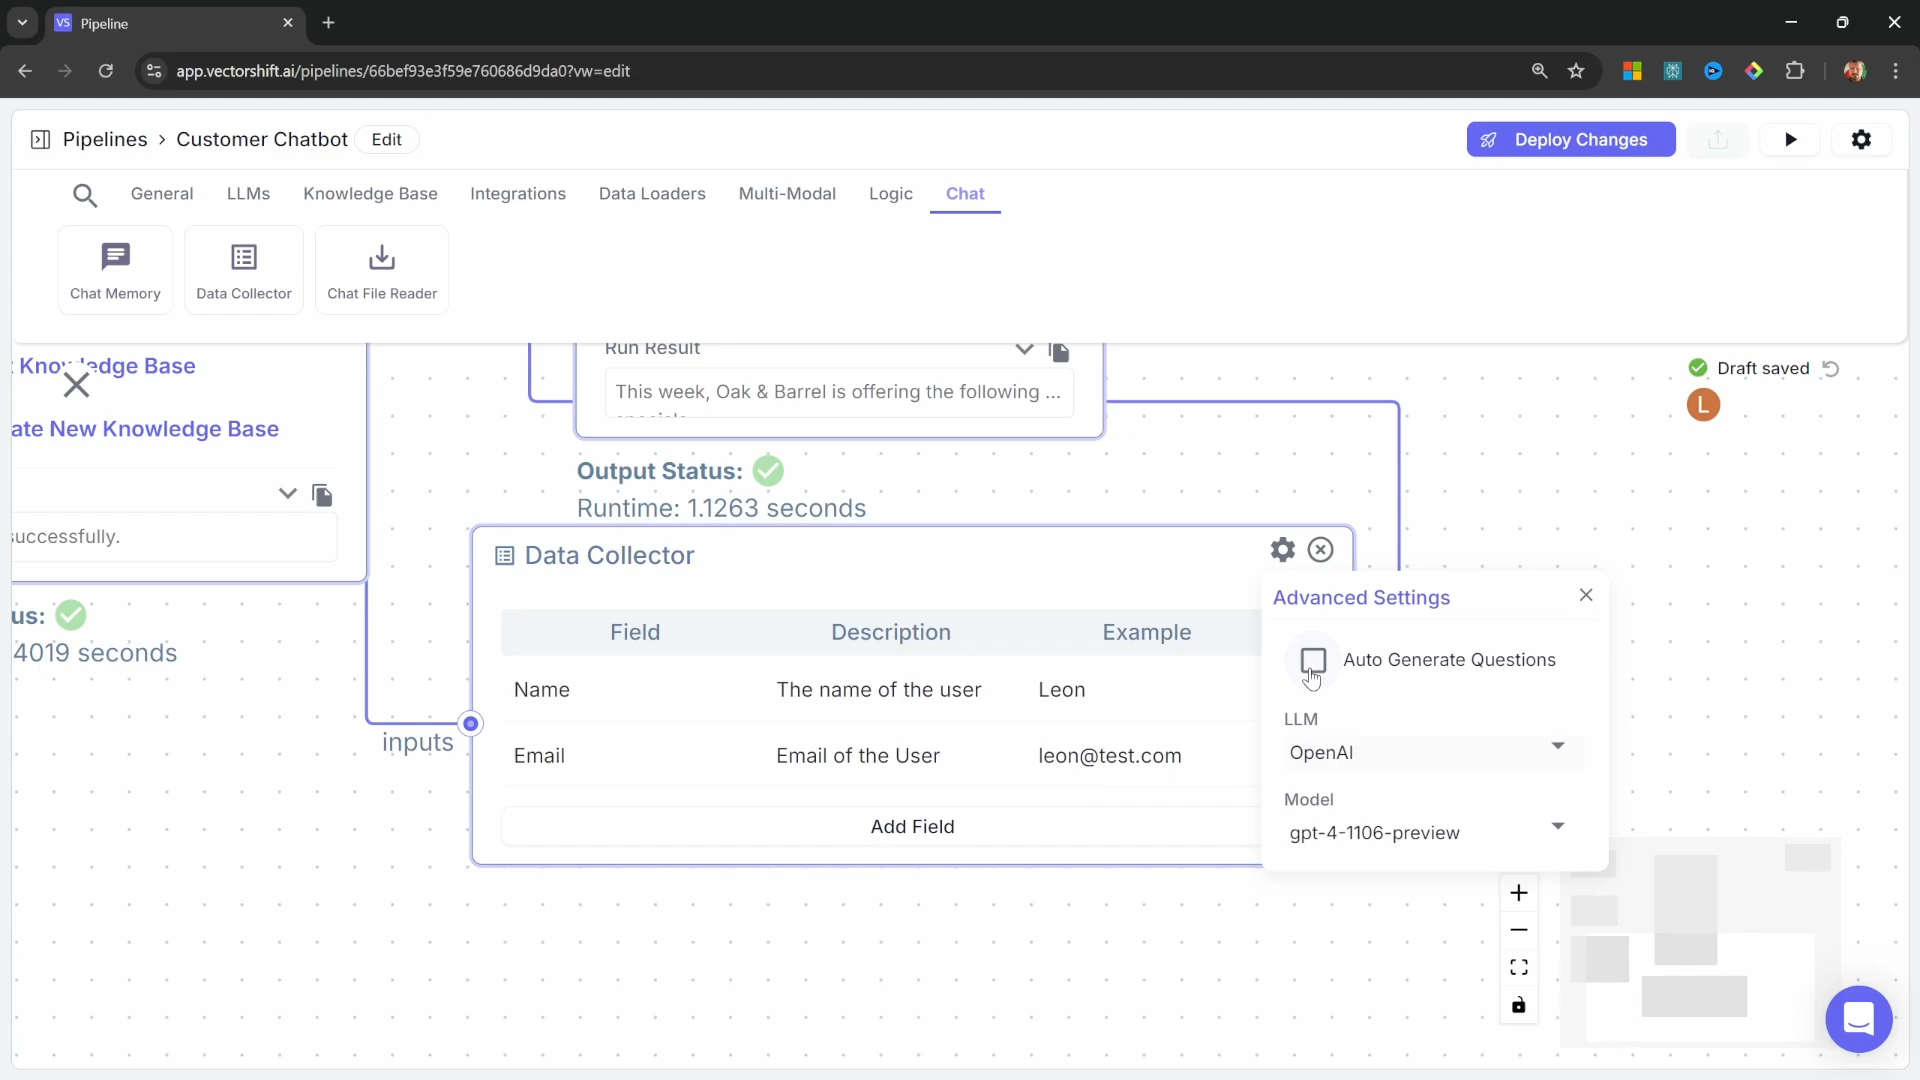 VS Pipeline
app.vectorshift.ai/pipelines/66bef93e3f59e760686d9da0?vw=edit
Pipelines > Customer Chatbot Edit
Deploy Changes
General LLMs Knowledge Base Integrations Data Loaders Multi-Modal Logic Chat
Chat Memory Data Collector Chat File Reader
Knowledge Base
Run Result
Draft saved
This week, Oak & Barrel is offering the following ...
L
ate New Knowledge Base
Output Status:
Runtime: 1.1263 seconds
successfully.
Data Collector
us:
4019 seconds
Advanced Settings
Field Description Example
Auto Generate Questions
Name The name of the user Leon
LLM
OpenAI
inputs
Email Email of the User leon@test.com
Model
gpt-4-1106-preview
Add Field